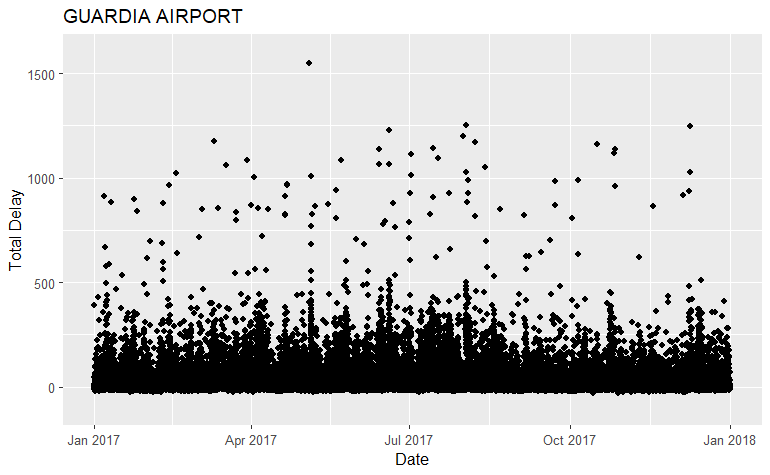 GUARDIA AIRPORT
Total Delay
1500
1000
500
0
Jan 2017 Apr 2017 Jul 2017 Oct 2017 Jan 2018
Date